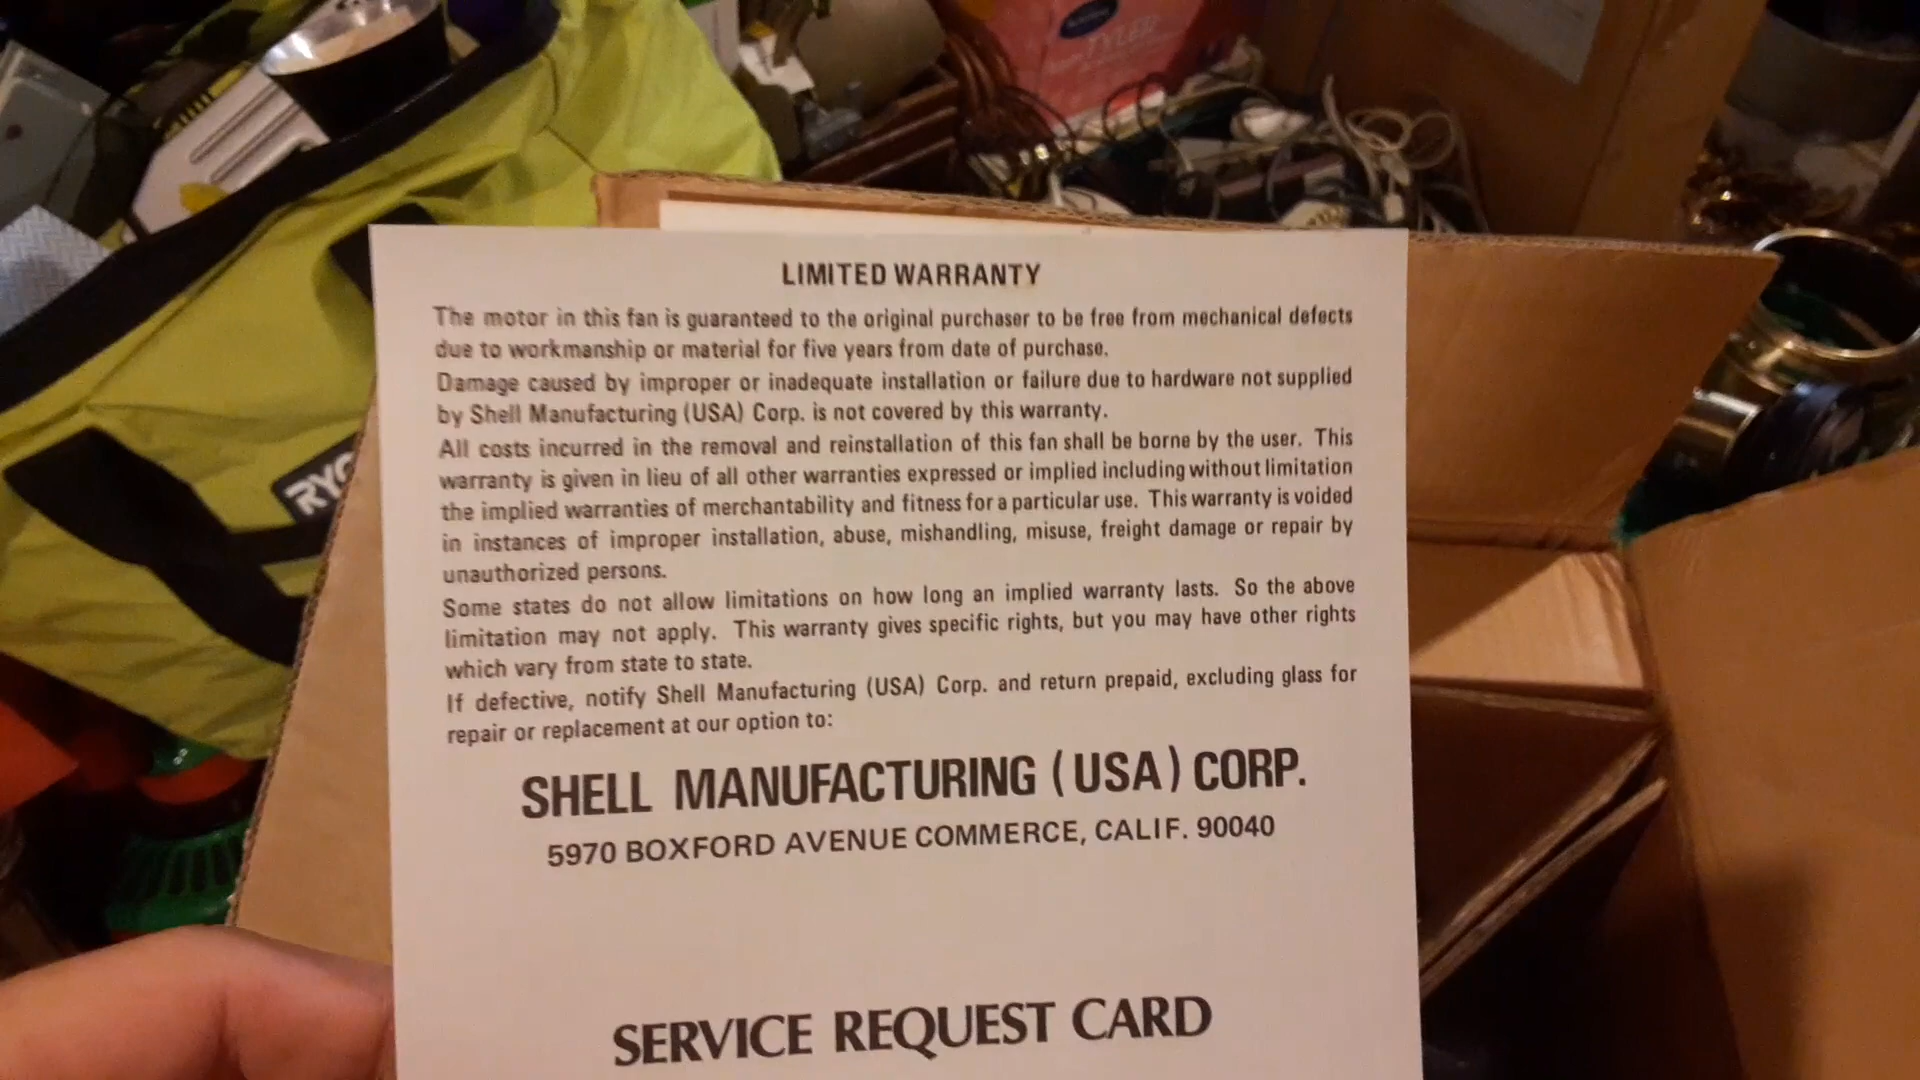 LIMITED WARRANTY
The motor in this fan is guaranteed to the original purchaser to be free from mechanical defects
due to workmanship or material for five years from date of purchase.
Damage caused by improper or inadequate installation or failure due to hardware not supplied
by Shell Manufacturing (USA) Corp. is not covered by this warranty.
All costs incurred in the removal and reinstallation of this fan shall be borne by the user. This
warranty is given in lieu of all other warranties expressed or implied including without limitation
the implied warranties of merchantability and fitness for a particular use. This warranty is voided
in instances of improper installation, abuse, mishandling, misuse, freight damage or repair by
unauthorized persons.
Some states do not allow limitations on how long an implied warranty lasts. So the above
limitation may not apply. This warranty gives specific rights, but you may have other rights
which vary from state to state.
If defective, notify Shell Manufacturing (USA) Corp. and return prepaid, excluding glass for
repair or replacement at our option to:
SHELL MANUFACTURING (USA) CORP.
5970 BOXFORD AVENUE COMMERCE, CALIF. 90040
SERVICE REQUEST CARD
RYO